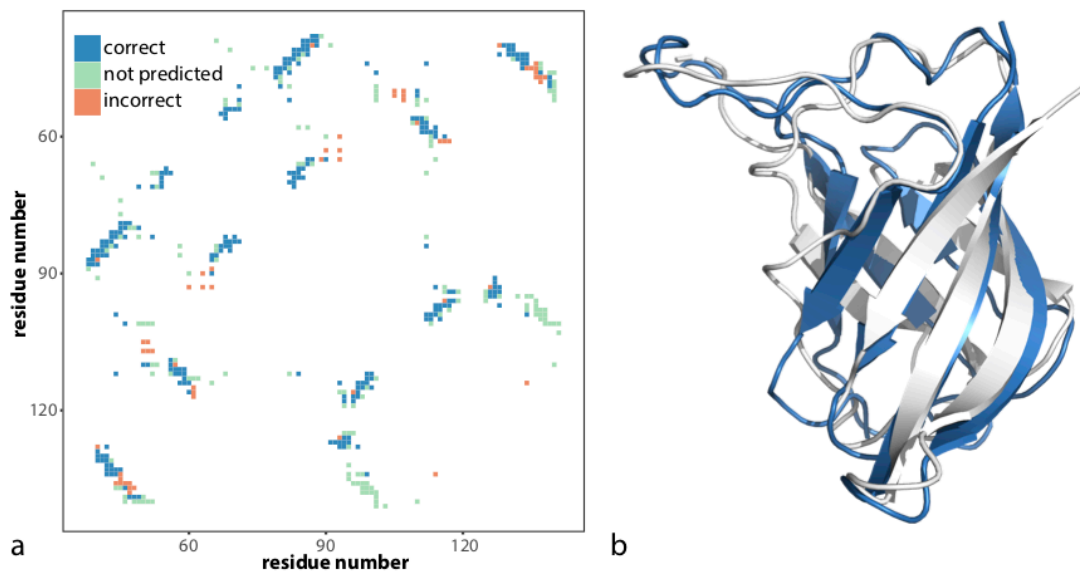 correct
not predicted
incorrect
60
90
120
residue number
60
90
120
residue number
a
b